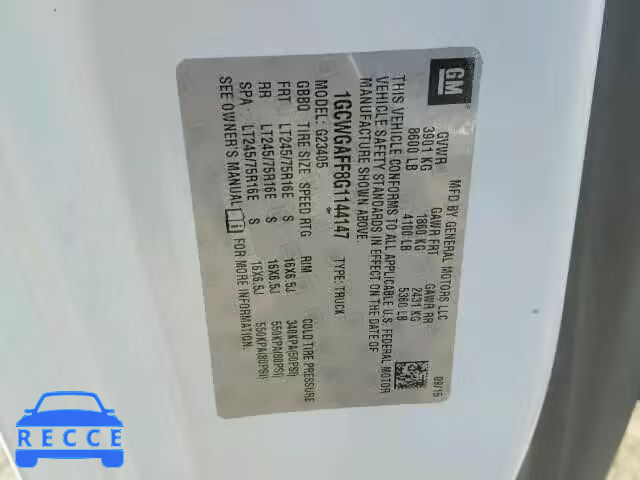 GM
MFD BY GENERAL MOTORS LLC 09/15
GVWR GAWR FRT GAWR RR
3901 KG 1860 KG 2431 KG
8600 LB 4100 LB 5360 LB
THIS VEHICLE CONFORMS TO ALL APPLICABLE U.S. FEDERAL MOTOR
VEHICLE SAFETY STANDARDS IN EFFECT ON THE DATE OF
MANUFACTURE SHOWN ABOVE.
1GCWGAFF8G1144147 TYPE: TRUCK
MODEL: G23405
GBBQ TIRE SIZE SPEED RTG RIM COLD TIRE PRESSURE
FRT LT245/75R16E S 16X6.5J 340KPA(50PSI)
RR LT245/75R16E S 16X6.5J 550KPA(80PSI)
SPA: LT245/75R16E S 16X6.5J 550KPA(80PSI)
SEE OWNER'S MANUAL FOR MORE INFORMATION.
RECCE